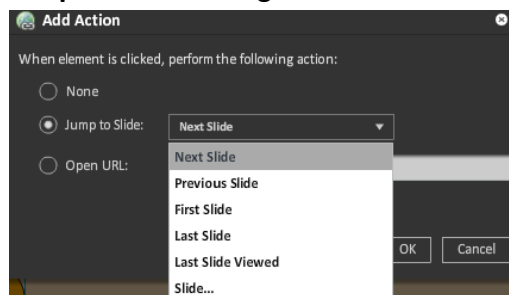 Add Action
When element is clicked, perform the following action:
None
Jump to Slide: Next Slide
Open URL: Next Slide
Previous Slide
First Slide
Last Slide
OK Cancel
Last Slide Viewed
Slide...